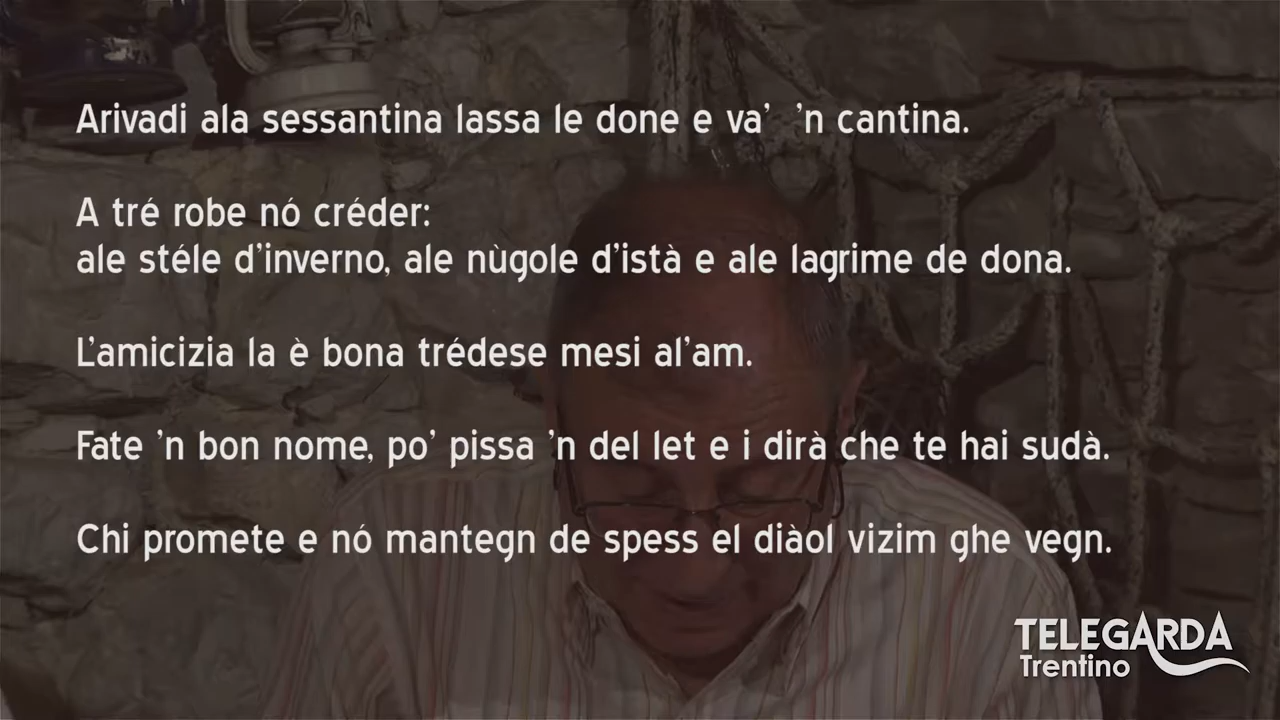 Arivadi ala sessantina lassa le done e va' 'n cantina.
A tré robe nó créder:
ale stéle d'inverno, ale nùgole d'istà e ale lagrime de dona.
L'amicizia la è bona trédese mesi al'am.
Fate 'n bon nome, po' pissa 'n del let e i dirà che te hai sudà.
Chi promete e nó mantegn de spess el diàol vizim ghe vegn.
TELEGARDA
Trentino